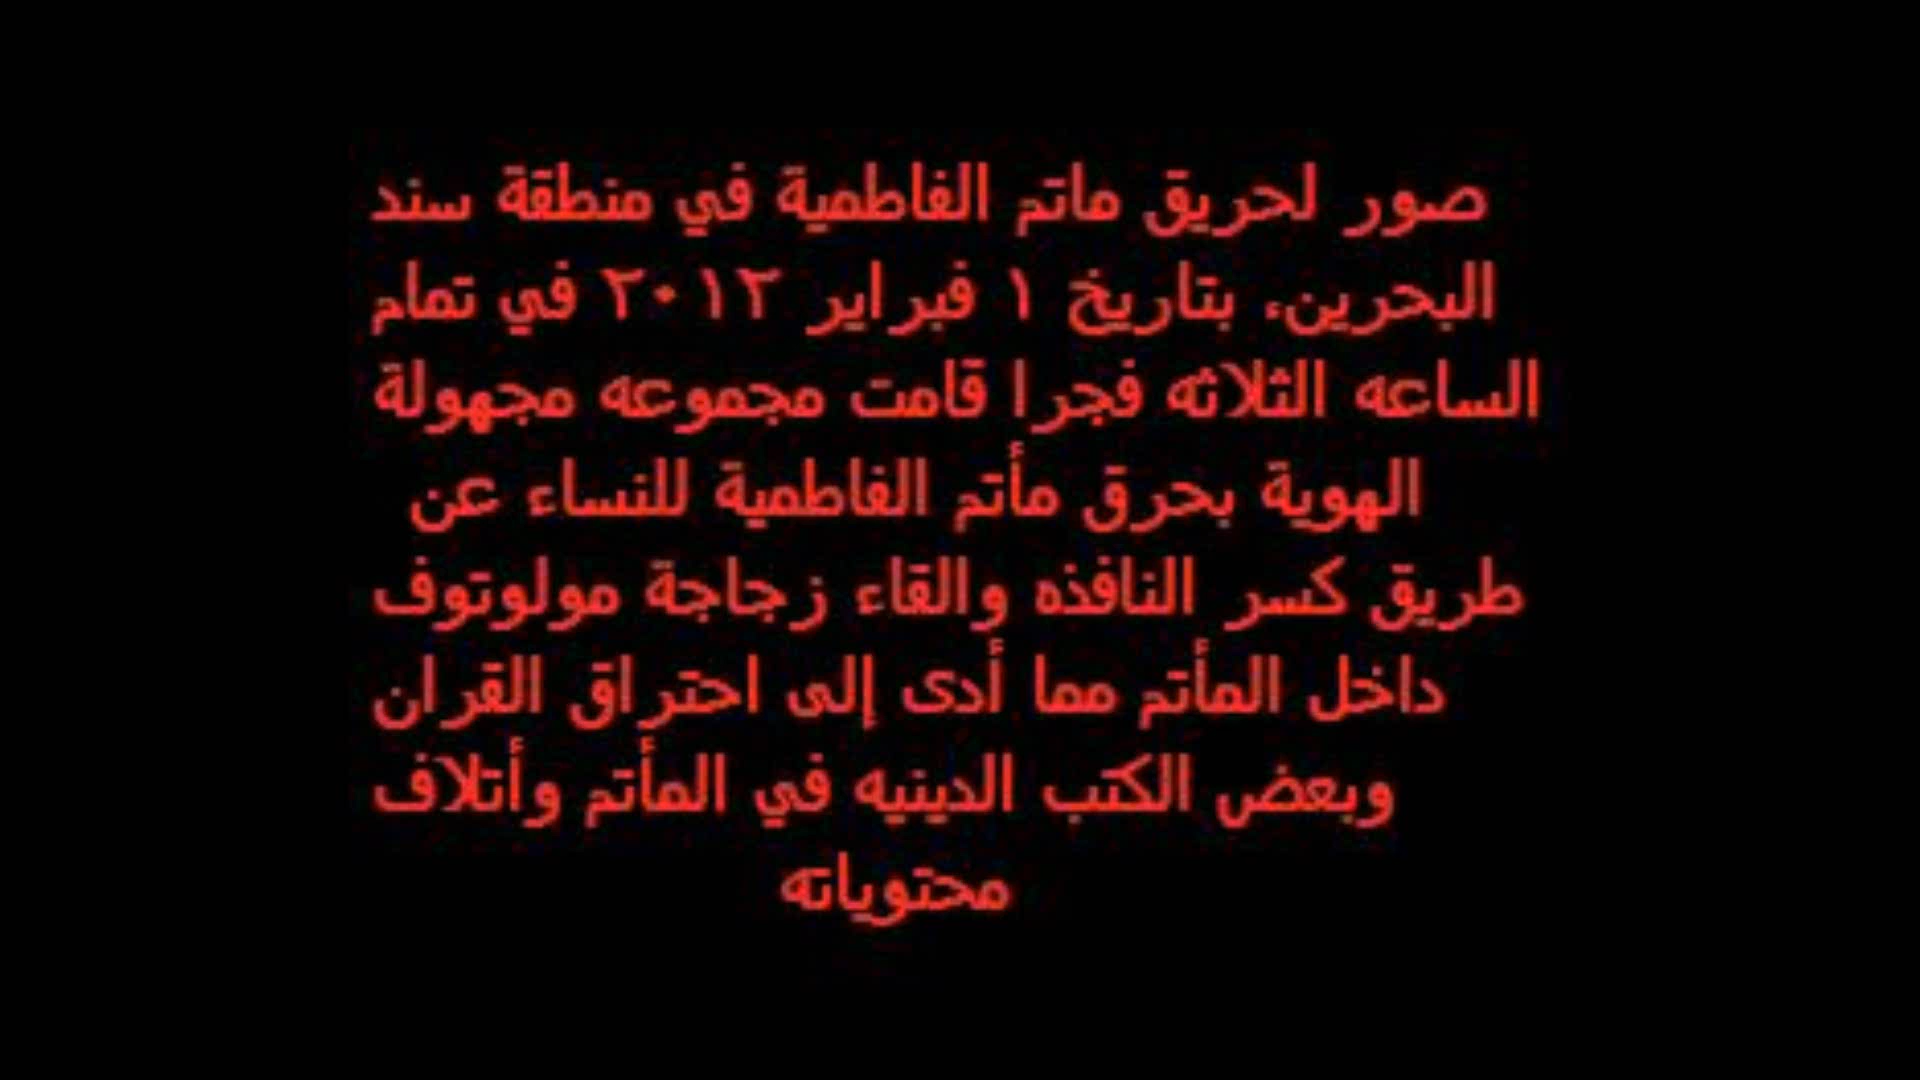 صور لحريق ماتم الفاطمية في منطقة سند
البحرين، بتاريخ ١ فبراير ٢٠١٢ في تمام
الساعه الثلاثه فجرا قامت مجموعه مجهولة
الهوية بحرق مأتم الفاطمية للنساء عن
طريق كسر النافذه والقاء زجاجة مولوتوف
داخل المأتم مما أدى إلى احتراق القران
وبعض الكتب الدينيه في المأتم وأتلاف
محتوياته